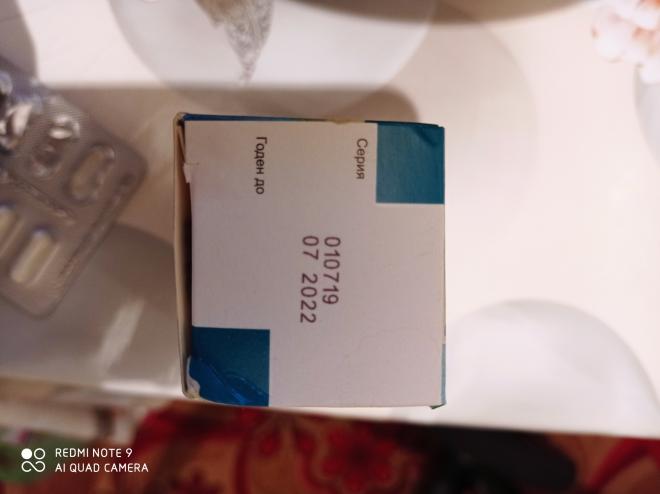 Серия
Годен до
010719
07 2022
REDMI NOTE 9
AI QUAD CAMERA